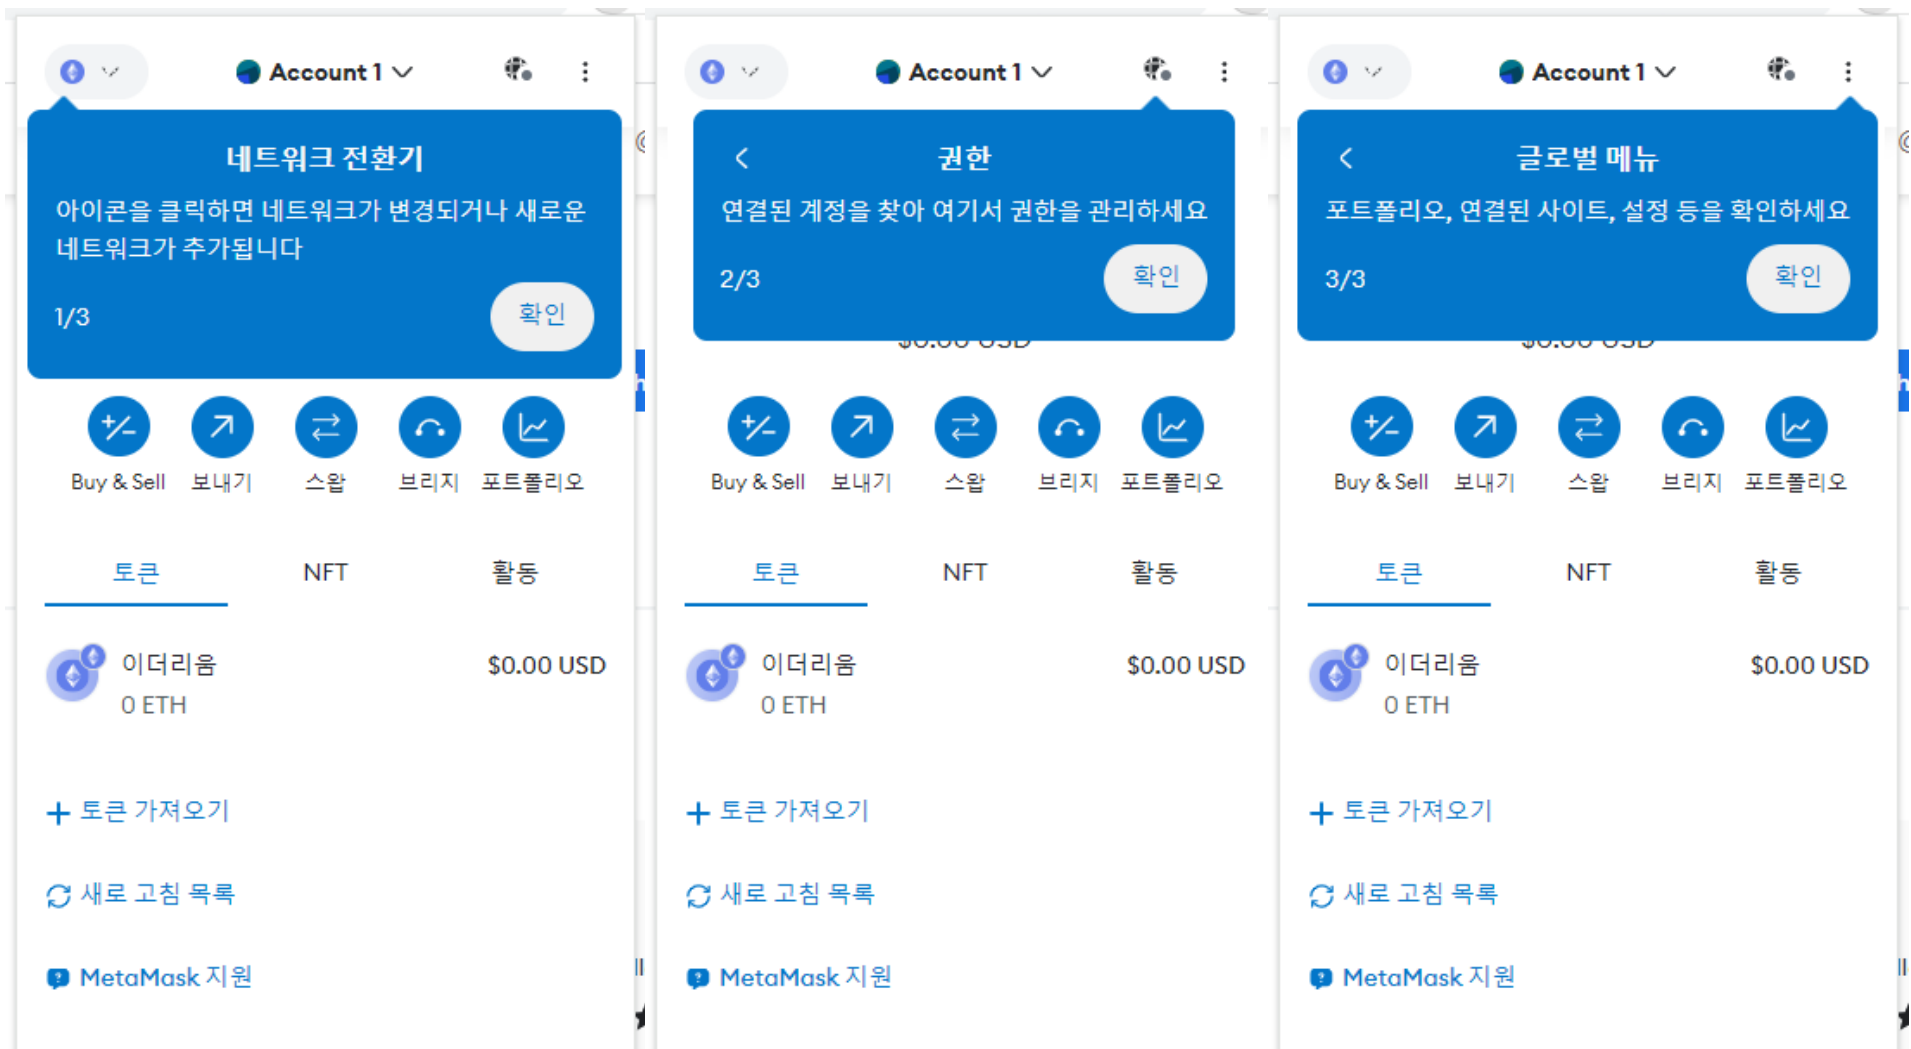 Account 1
네트워크 전환기
아이콘을 클릭하면 네트워크가 변경되거나 새로운
네트워크가 추가됩니다
1/3
확인
Buy & Sell
보내기
스왑
브리지
포트폴리오
토큰
NFT
활동
이더리움
$0.00 USD
0 ETH
토큰 가져오기
새로 고침 목록
MetaMask 지원
Account 1
권한
연결된 계정을 찾아 여기서 권한을 관리하세요
2/3
확인
$0.00 USD
Buy & Sell
보내기
스왑
브리지
포트폴리오
토큰
NFT
활동
이더리움
$0.00 USD
0 ETH
토큰 가져오기
새로 고침 목록
MetaMask 지원
Account 1
글로벌 메뉴
포트폴리오, 연결된 사이트, 설정 등을 확인하세요
3/3
확인
$0.00 USD
Buy & Sell
보내기
스왑
브리지
포트폴리오
토큰
NFT
활동
이더리움
$0.00 USD
0 ETH
토큰 가져오기
새로 고침 목록
MetaMask 지원